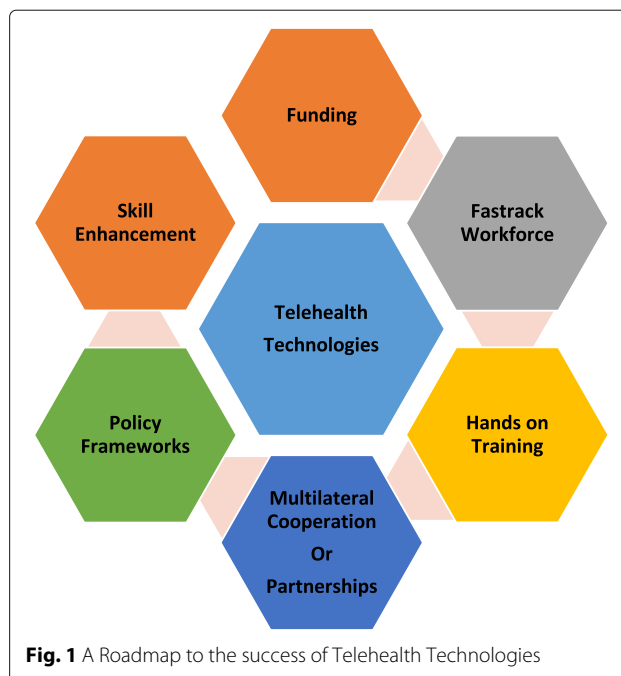 Funding
Skill
Enhancement
Fastrack
Workforce
Telehealth
Technologies
Policy
Frameworks
Hands on
Training
Multilateral
Cooperation
Or
Partnerships
Fig. 1 A Roadmap to the success of Telehealth Technologies